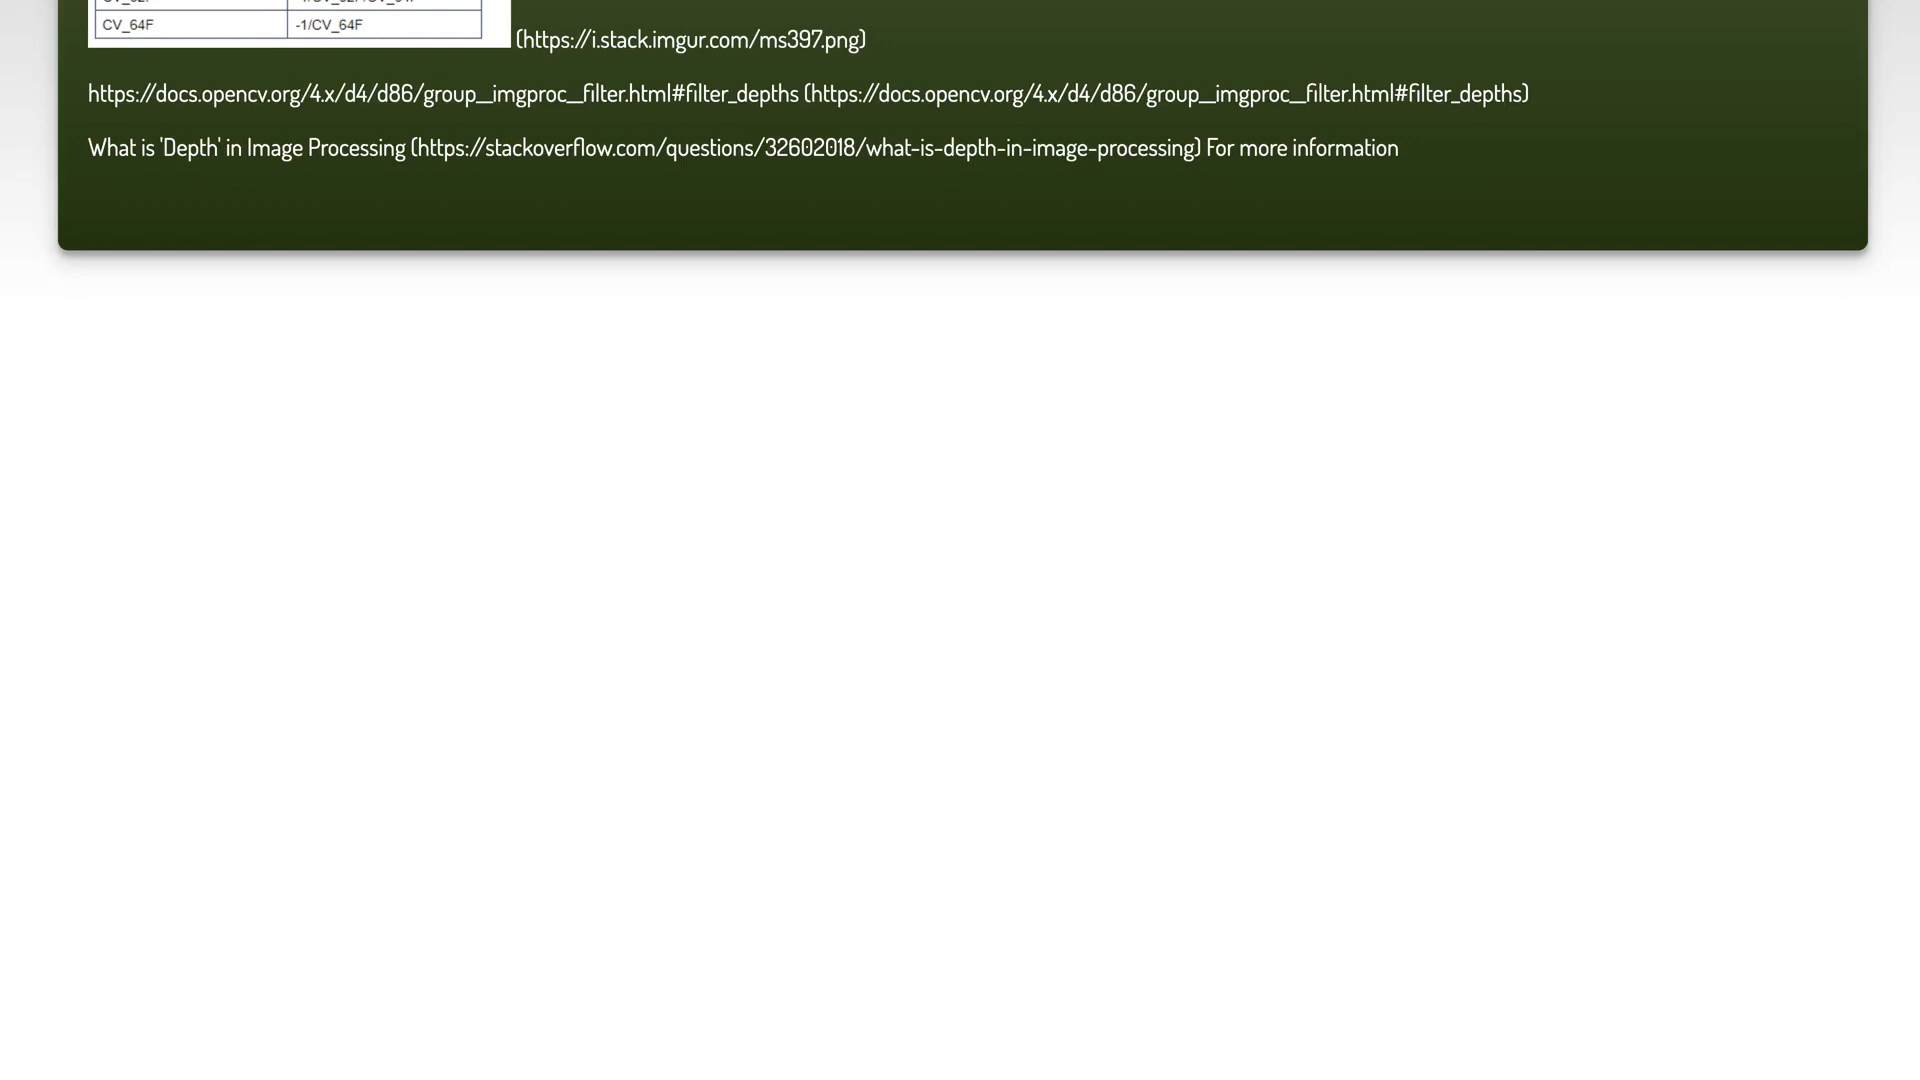 CV_64F -1/CV_64F
(https://i.stack.imgur.com/ms397.png)
https://docs.opencv.org/4.x/d4/d86/group__imgproc__filter.html#filter_depths (https://docs.opencv.org/4.x/d4/d86/group__imgproc__filter.html#filter_depths)
What is 'Depth' in Image Processing (https://stackoverflow.com/questions/32602018/what-is-depth-in-image-processing) For more information